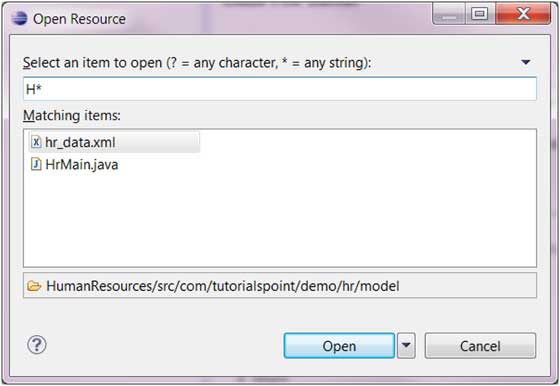 Open Resource
Select an item to open (? = any character, * = any string):
H*
Matching items:
hr_data.xml
HrMain.java
HumanResources/src/com/tutorialspoint/demo/hr/model
Open
Cancel